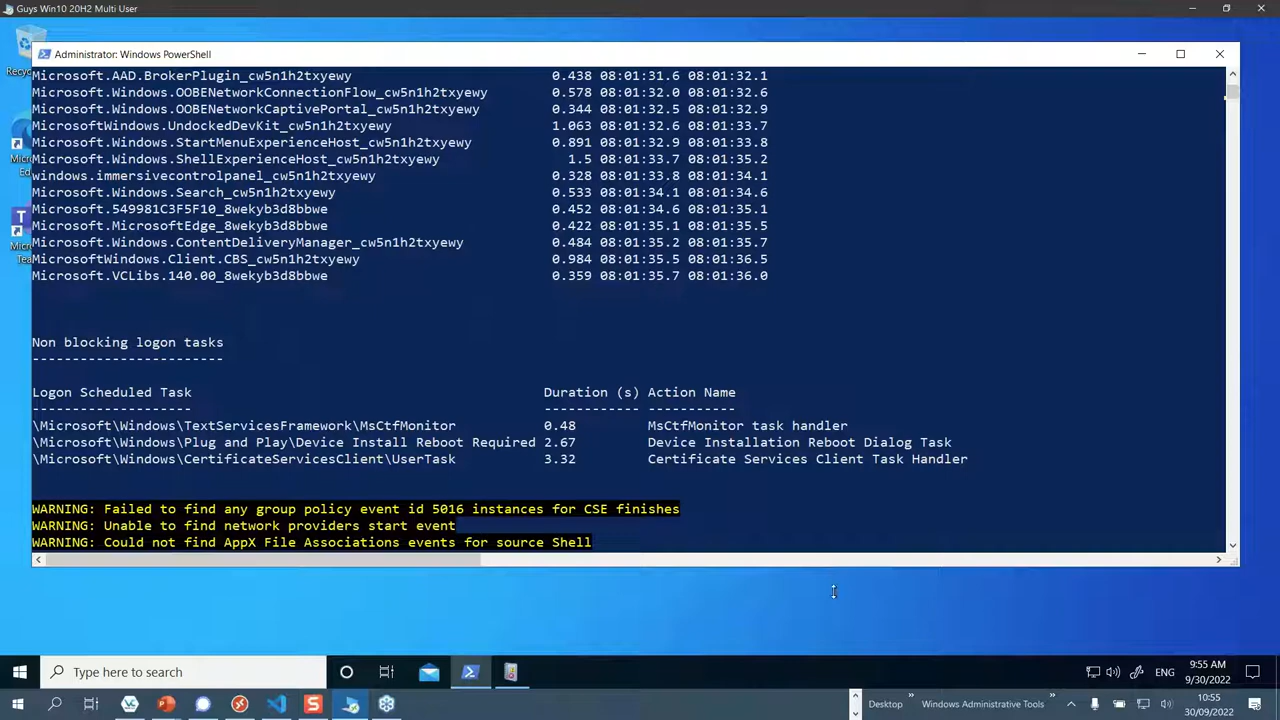 Guys Win10 20H2 Multi User
Administrator: Windows PowerShell
Microsoft.AAD.BrokerPlugin_cw5n1h2txyewy 0.438 08:01:31.6 08:01:32.1
Microsoft.Windows.OOBENetworkConnectionFlow_cw5n1h2txyewy 0.578 08:01:32.0 08:01:32.6
Microsoft.Windows.OOBENetworkCaptivePortal_cw5n1h2txyewy 0.344 08:01:32.5 08:01:32.9
MicrosoftWindows.UndockedDevKit_cw5n1h2txyewy 1.063 08:01:32.6 08:01:33.7
Microsoft.Windows.StartMenuExperienceHost_cw5n1h2txyewy 0.891 08:01:32.9 08:01:33.8
Microsoft.Windows.ShellExperienceHost_cw5n1h2txyewy 1.5 08:01:33.7 08:01:35.2
windows.immersivecontrolpanel_cw5n1h2txyewy 0.328 08:01:33.8 08:01:34.1
Microsoft.Windows.Search_cw5n1h2txyewy 0.533 08:01:34.1 08:01:34.6
Microsoft.549981C3F5F10_8wekyb3d8bbwe 0.452 08:01:34.6 08:01:35.1
Microsoft.MicrosoftEdge_8wekyb3d8bbwe 0.422 08:01:35.1 08:01:35.5
Microsoft.Windows.ContentDeliveryManager_cw5n1h2txyewy 0.484 08:01:35.2 08:01:35.7
MicrosoftWindows.Client.CBS_cw5n1h2txyewy 0.984 08:01:35.5 08:01:36.5
Microsoft.VCLibs.140.00_8wekyb3d8bbwe 0.359 08:01:35.7 08:01:36.0
Non blocking logon tasks
------------------------
Logon Scheduled Task Duration (s) Action Name
-------------------- ------------ -----------
\Microsoft\Windows\TextServicesFramework\MsCtfMonitor 0.48 MsCtfMonitor task handler
\Microsoft\Windows\Plug and Play\Device Install Reboot Required 2.67 Device Installation Reboot Dialog Task
\Microsoft\Windows\CertificateServicesClient\UserTask 3.32 Certificate Services Client Task Handler
WARNING: Failed to find any group policy event id 5016 instances for CSE finishes
WARNING: Unable to find network providers start event
WARNING: Could not find AppX File Associations events for source Shell
Type here to search
ENG
9:55 AM
9/30/2022
Desktop
Windows Administrative Tools
10:55
30/09/2022